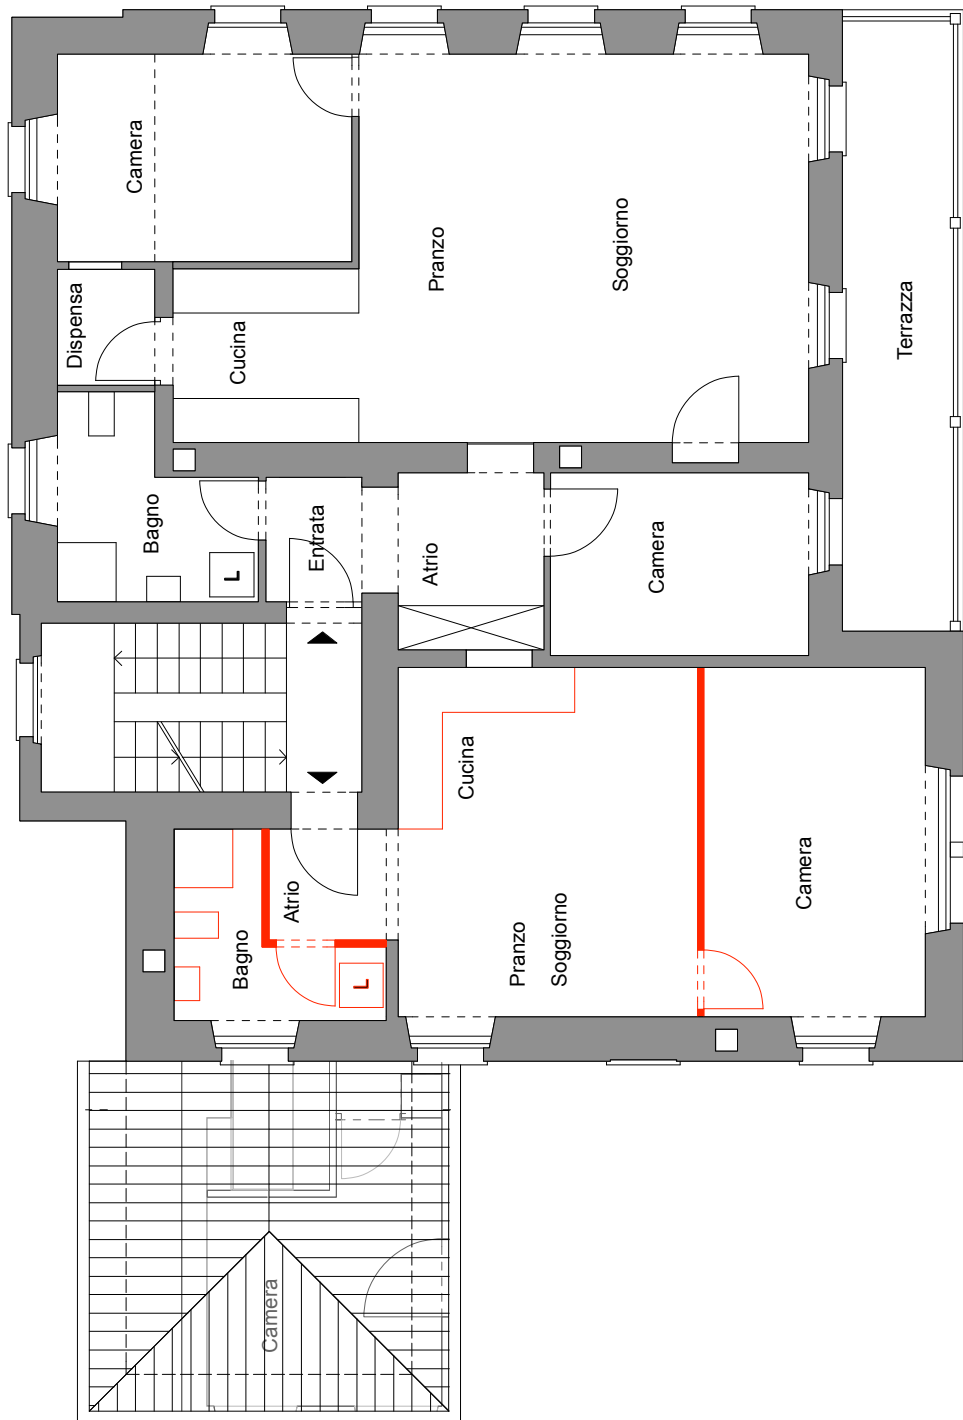 Camera
Pranzo
Soggiorno
Dispensa
Cucina
Terrazza
Bagno
L
Entrata
Atrio
Camera
Cucina
Atrio
Bagno
L
Pranzo
Soggiorno
Camera
Camera